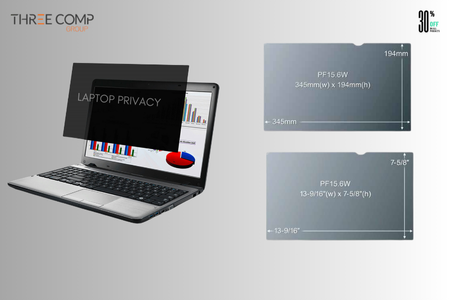 THREE COMP
GROUP
30%
OFF
LAPTOP PRIVACY
194mm
PF15.6W
345mm(w) x 194mm(h)
345mm
7-5/8"
PF15.6W
13-9/16"(w) x 7-5/8"(h)
13-9/16"